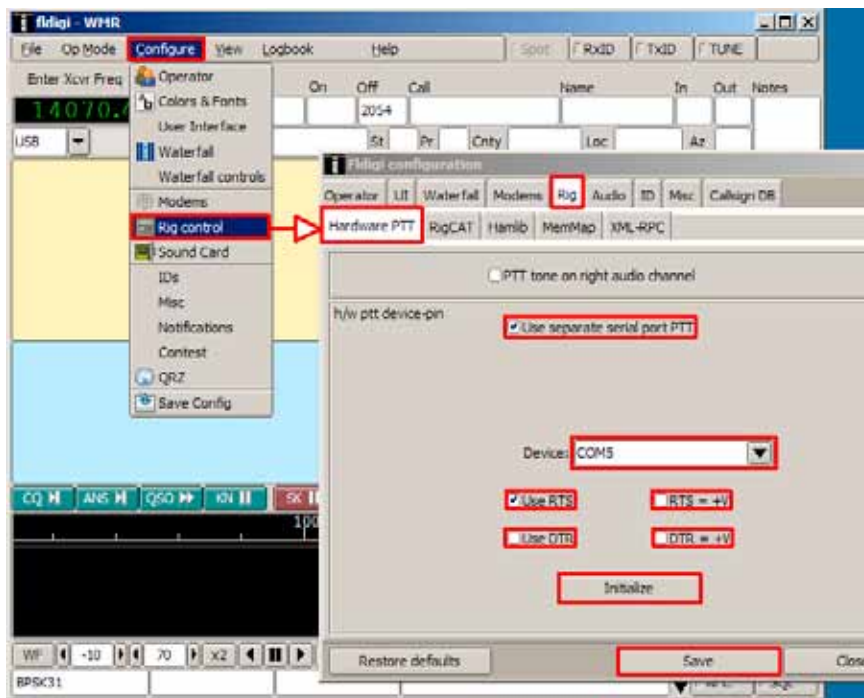 fldigi - WMR
File Op Mode Configure View Logbook Help Spot RxID TxID TUNE
Enter Xcvr Freq On Off Call Name In Out Notes
14070.4
2054
USB St Pr Cnty Loc Az
Operator
Colors & Fonts
User Interface
Waterfall
Waterfall controls
Modems
Rig control
Sound Card
IDs
Misc
Notifications
Contest
QRZ
Save Config
Fldigi configuration
Operator UI Waterfall Modems Rig Audio ID Misc Callsign DB
Hardware PTT RigCAT Hamlib MemMap XML-RPC
PTT tone on right audio channel
h/w ptt device-pin
Use separate serial port PTT
Device: COM5
Use RTS RTS = +V
Use DTR DTR = +V
Initialize
Restore defaults Save Close
CQ ANS QSO KN SK
WF -10 70 x2
BPSK31